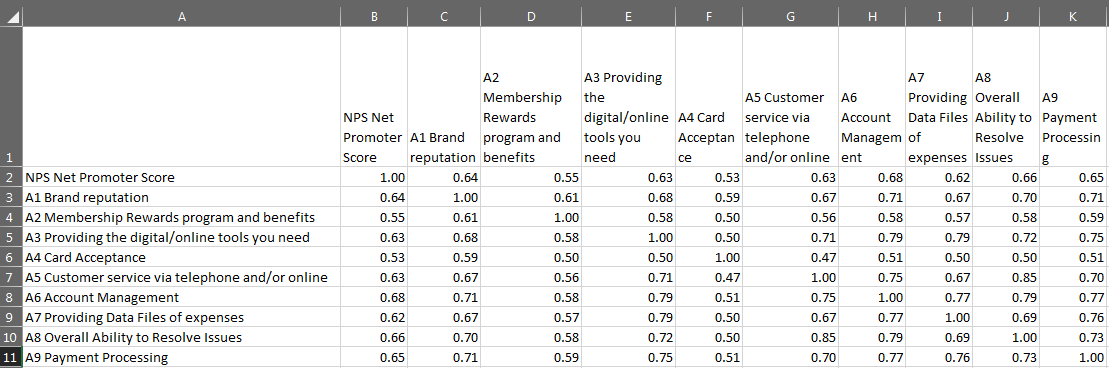 A B C D E F G H I J K
1 NPS Net Promoter Score A1 Brand reputation A2 Membership Rewards program and benefits A3 Providing the digital/online tools you need A4 Card Acceptan ce A5 Customer service via telephone and/or online A6 Account Managem ent A7 Providing Data Files of expenses A8 Overall Ability to Resolve Issues A9 Payment Processin g
2 NPS Net Promoter Score 1.00 0.64 0.55 0.63 0.53 0.63 0.68 0.62 0.66 0.65
3 A1 Brand reputation 0.64 1.00 0.61 0.68 0.59 0.67 0.71 0.67 0.70 0.71
4 A2 Membership Rewards program and benefits 0.55 0.61 1.00 0.58 0.50 0.56 0.58 0.57 0.58 0.59
5 A3 Providing the digital/online tools you need 0.63 0.68 0.58 1.00 0.50 0.71 0.79 0.79 0.72 0.75
6 A4 Card Acceptance 0.53 0.59 0.50 0.50 1.00 0.47 0.51 0.50 0.50 0.51
7 A5 Customer service via telephone and/or online 0.63 0.67 0.56 0.71 0.47 1.00 0.75 0.67 0.85 0.70
8 A6 Account Management 0.68 0.71 0.58 0.79 0.51 0.75 1.00 0.77 0.79 0.77
9 A7 Providing Data Files of expenses 0.62 0.67 0.57 0.79 0.50 0.67 0.77 1.00 0.69 0.76
10 A8 Overall Ability to Resolve Issues 0.66 0.70 0.58 0.72 0.50 0.85 0.79 0.69 1.00 0.73
11 A9 Payment Processing 0.65 0.71 0.59 0.75 0.51 0.70 0.77 0.76 0.73 1.00